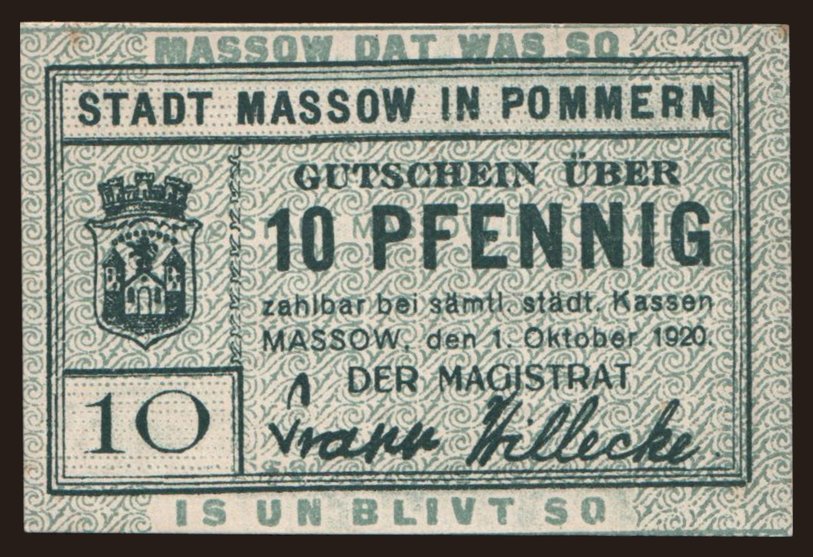 MASSOW DAT WAS SO
STADT MASSOW IN POMMERN
GUTSCHEIN ÜBER
10 PFENNIG
zahlbar bei sämtl. städt. Kassen
MASSOW, den 1. Oktober 1920.
DER MAGISTRAT
Willecke.
10
IS UN BLIVT SO